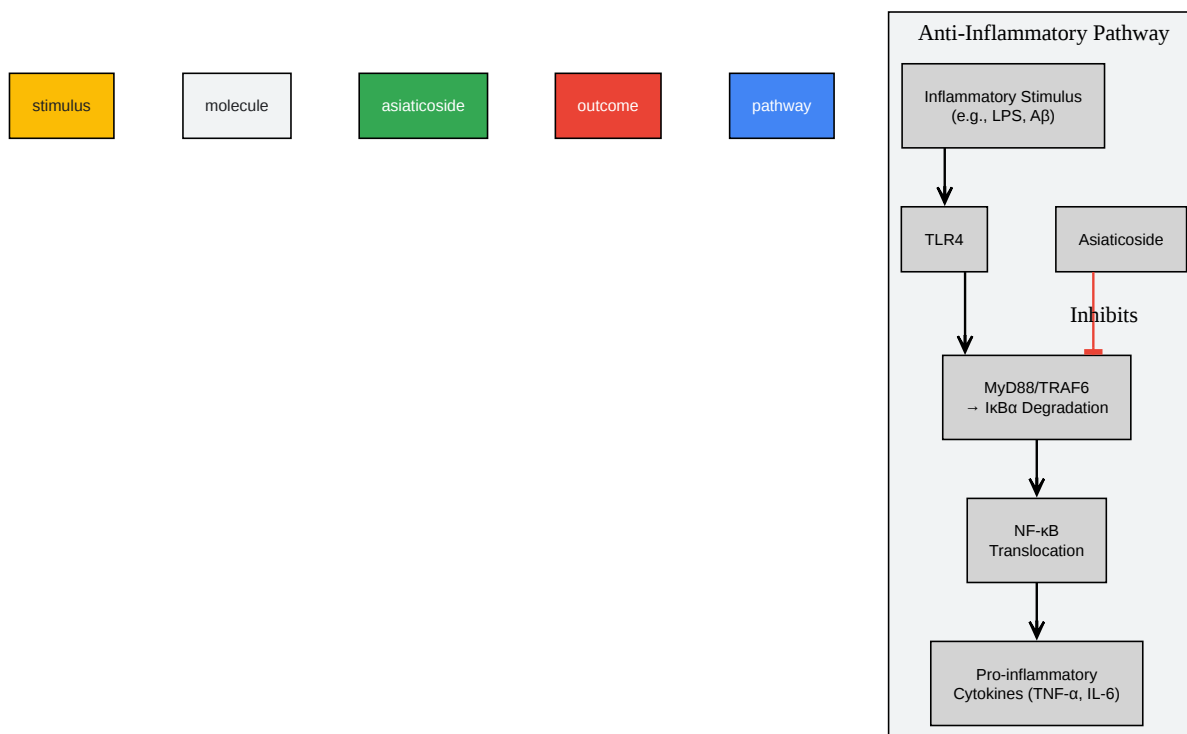 Anti-Inflammatory Pathway
stimulus
molecule
asiaticoside
outcome
pathway
Inflammatory Stimulus
(e.g., LPS, Aβ)
TLR4
Asiaticoside
Inhibits
MyD88/TRAF6
→ IκBα Degradation
NF-κB
Translocation
Pro-inflammatory
Cytokines (TNF-α, IL-6)